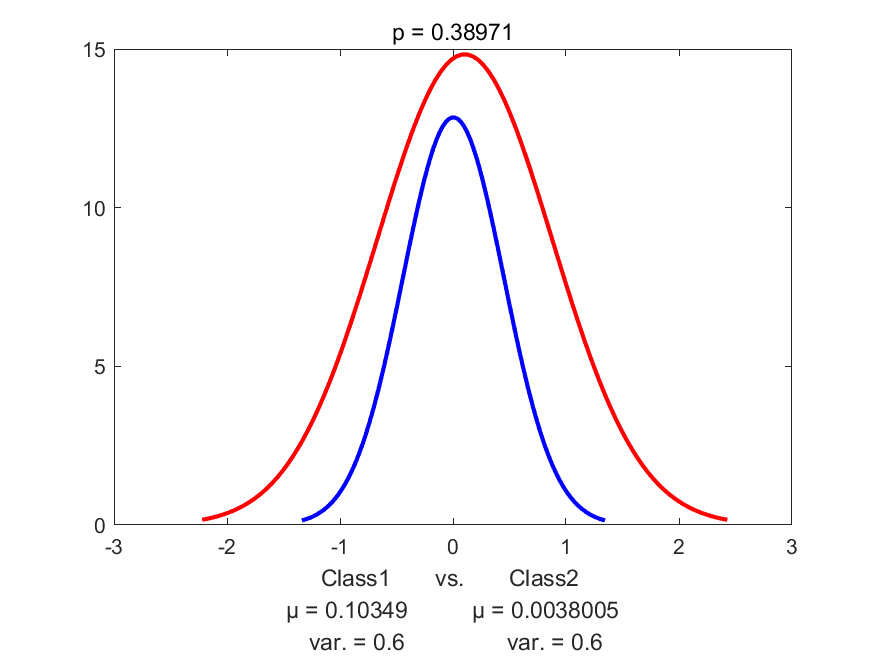 p = 0.38971
15
10
5
0
-3 -2 -1 0 1 2 3
Class1 vs. Class2
μ = 0.10349 μ = 0.0038005
var. = 0.6 var. = 0.6